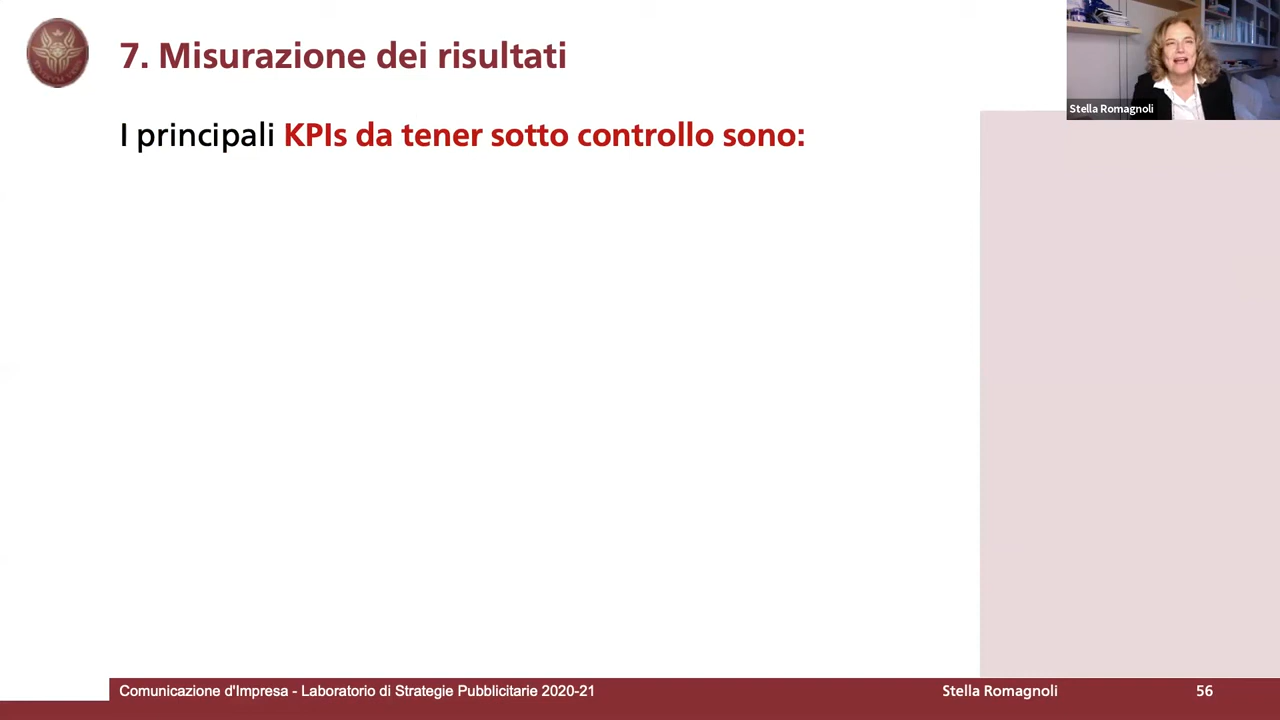 7. Misurazione dei risultati
Stella Romagnoli
I principali KPIs da tener sotto controllo sono:
Comunicazione d'Impresa - Laboratorio di Strategie Pubblicitarie 2020-21
Stella Romagnoli
56